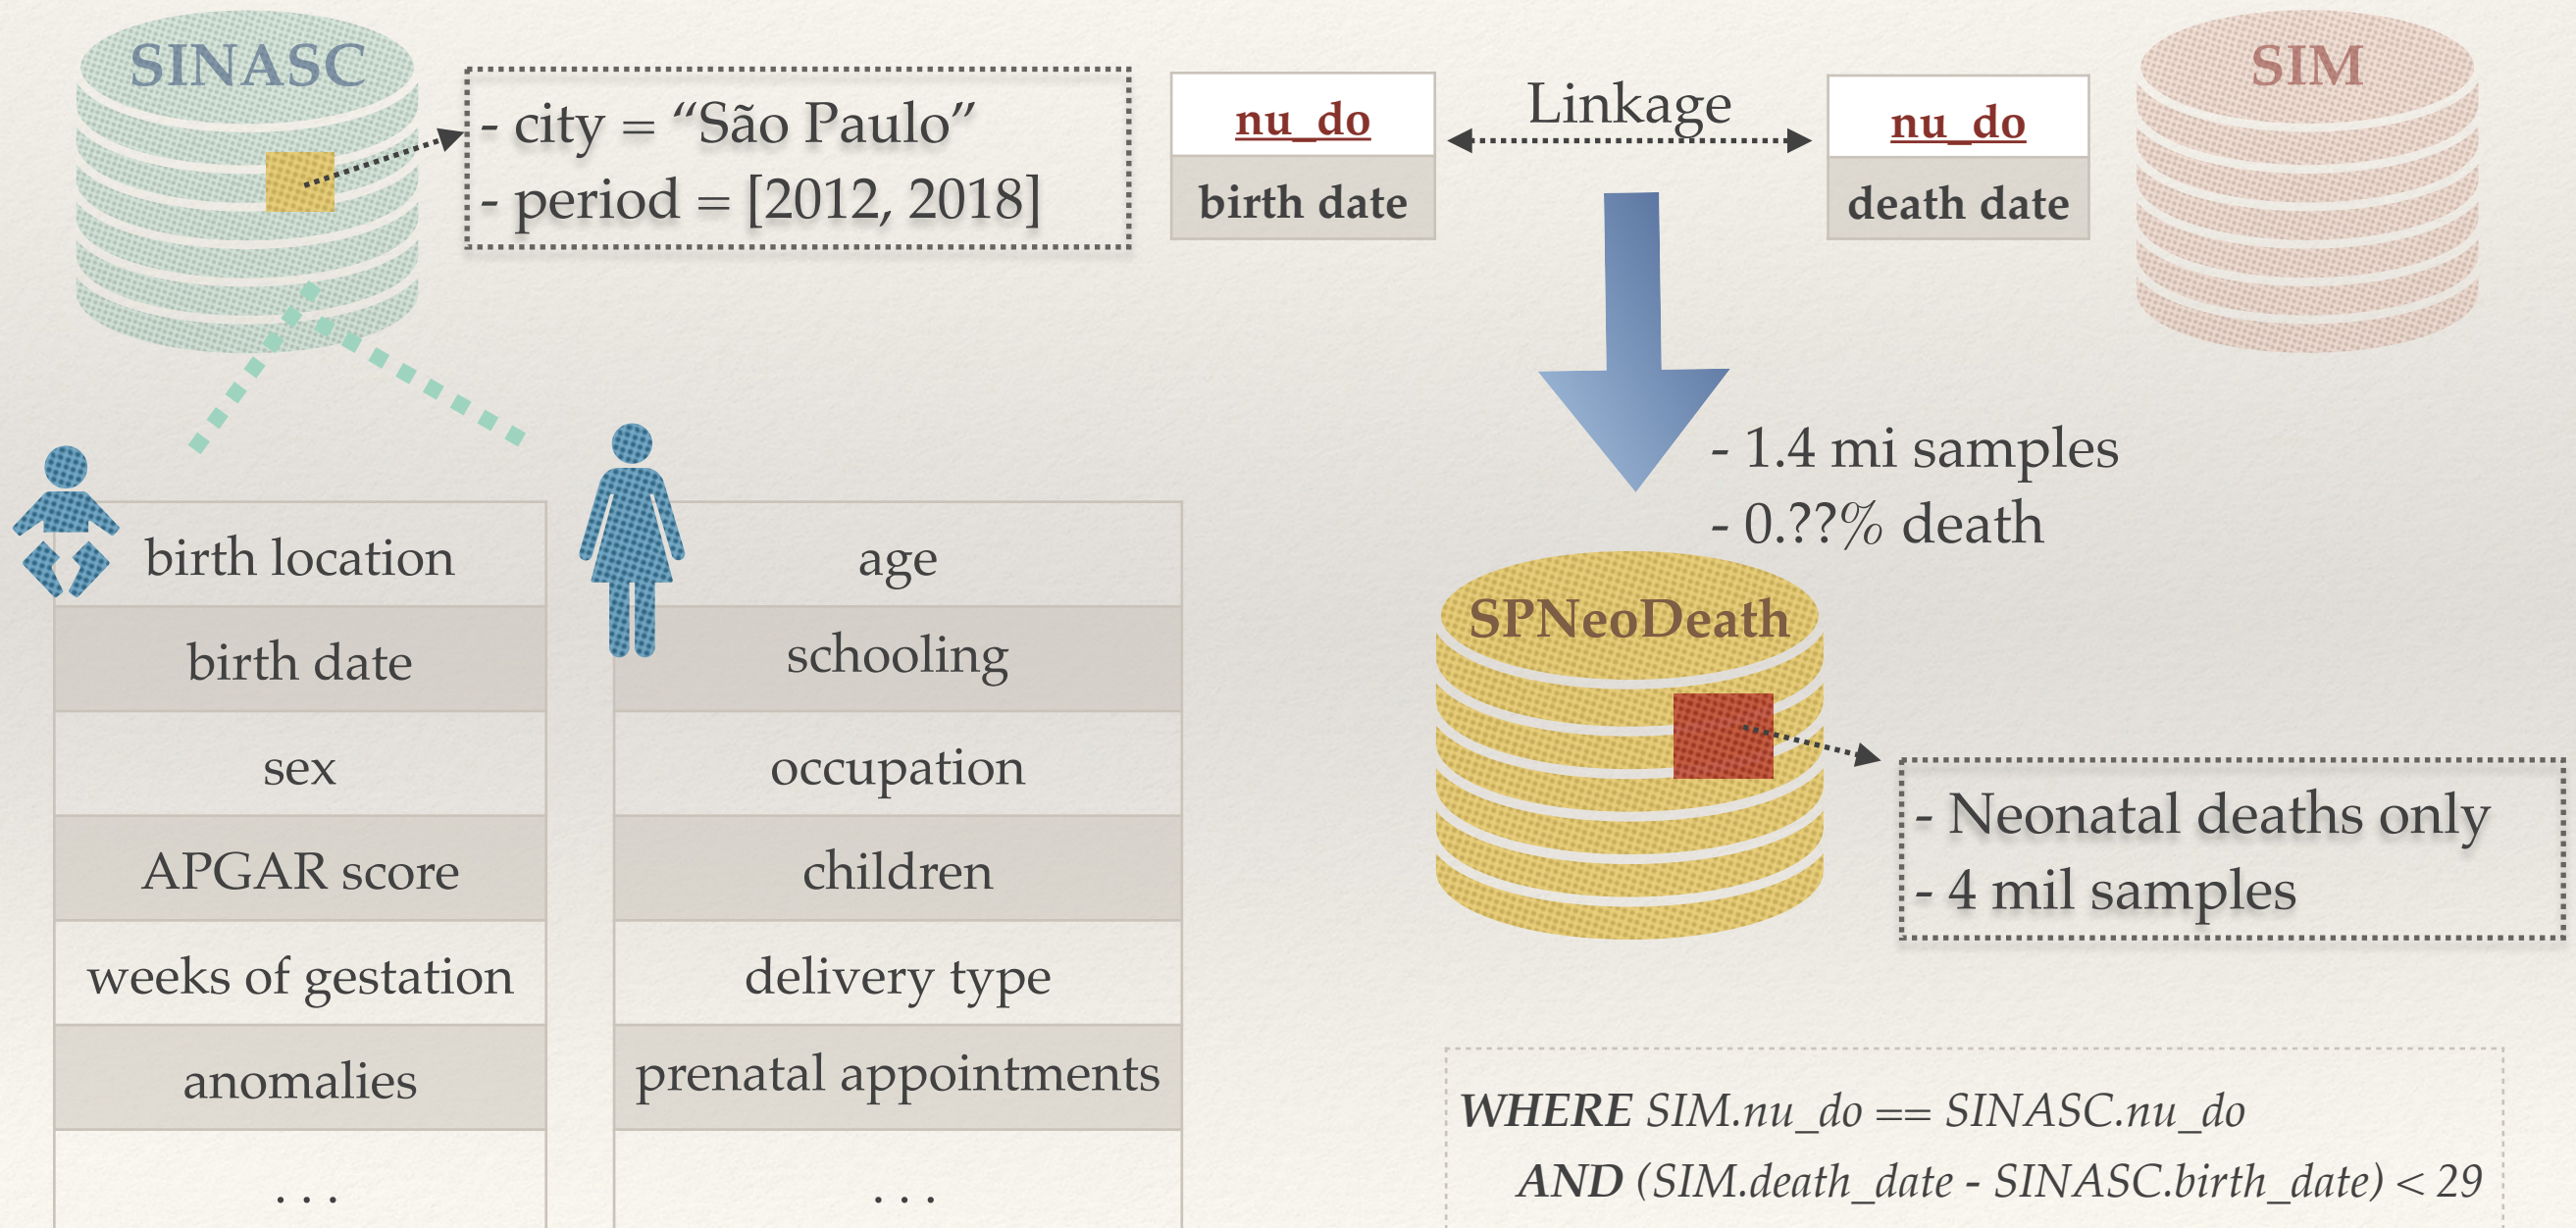 SINASC
- city = “São Paulo”
- period = [2012, 2018]
nu_do
birth date
Linkage
nu_do
death date
SIM
- 1.4 mi samples
- 0.??% death
birth location
birth date
sex
APGAR score
weeks of gestation
anomalies
. . .
age
schooling
occupation
children
delivery type
prenatal appointments
. . .
SPNeoDeath
- Neonatal deaths only
- 4 mil samples
WHERE SIM.nu_do == SINASC.nu_do
AND (SIM.death_date - SINASC.birth_date) < 29